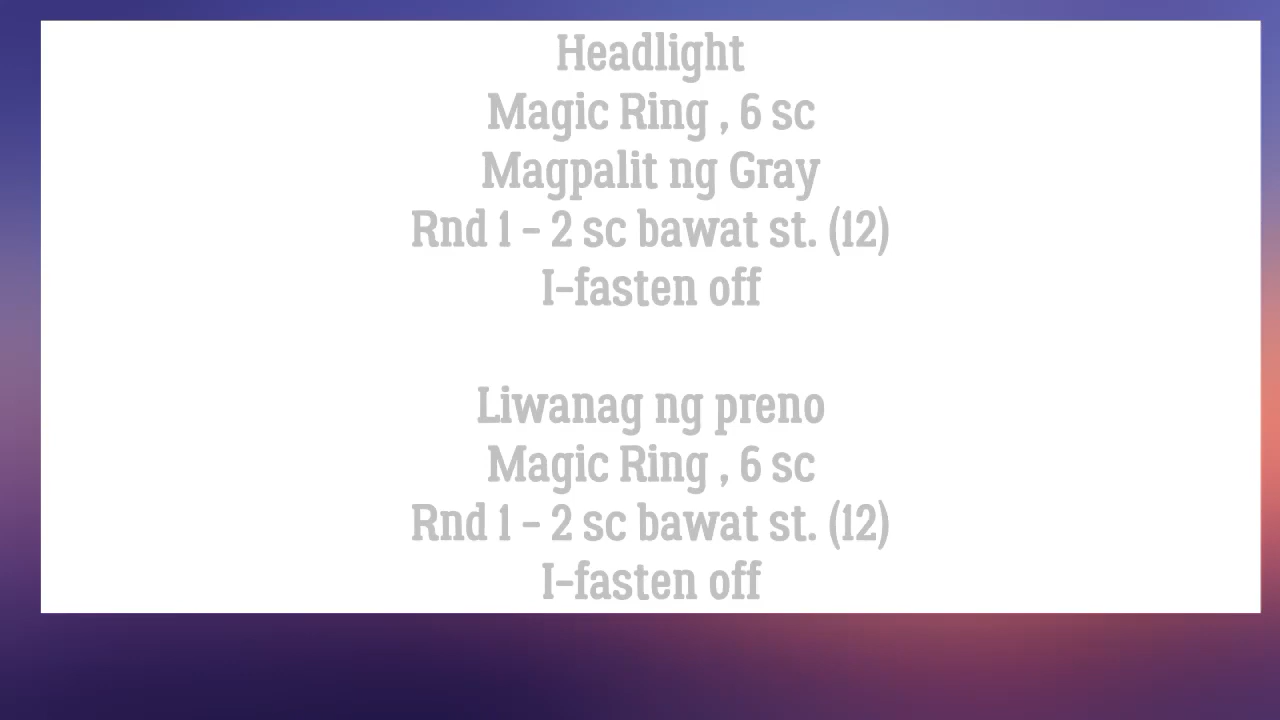 Headlight
Magic Ring , 6 sc
Magpalit ng Gray
Rnd 1 - 2 sc bawat st. (12)
I-fasten off
Liwanag ng preno
Magic Ring , 6 sc
Rnd 1 - 2 sc bawat st. (12)
I-fasten off